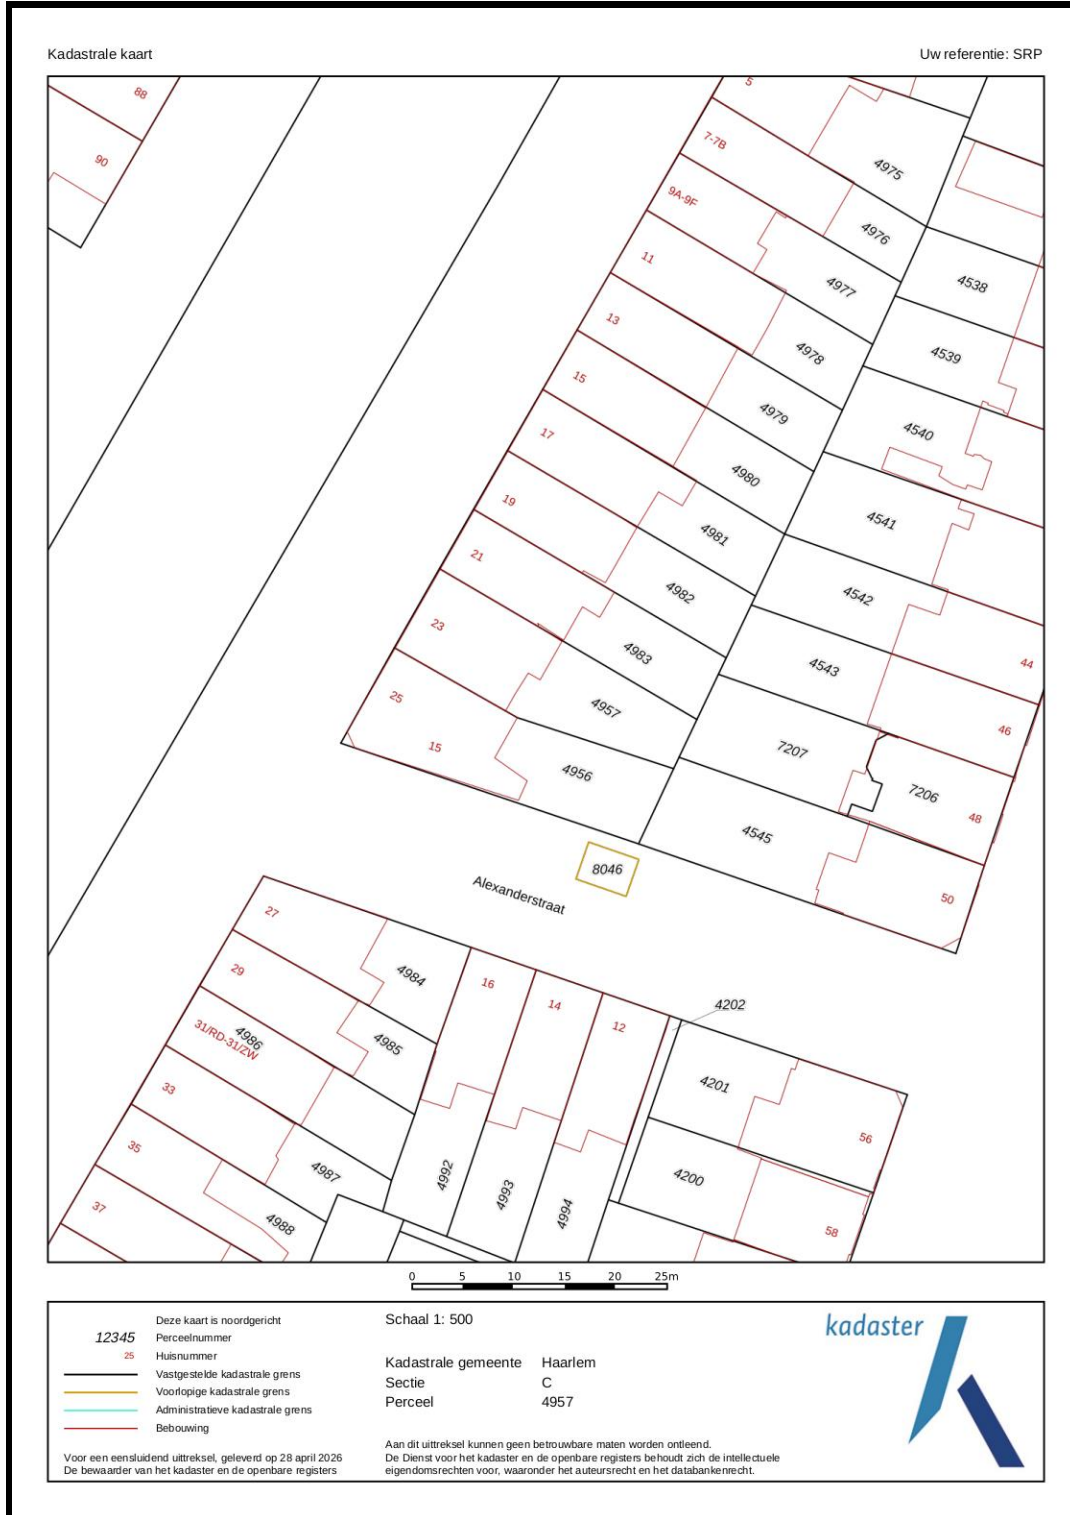 Kadastrale kaart
Uw referentie: SRP
88
90
5
7-7B
9A-9F
11
13
15
17
19
21
23
25
15
4975
4976
4977
4978
4979
4980
4981
4982
4983
4957
4956
4538
4539
4540
4541
4542
4543
7207
7206
4545
44
46
48
50
8046
Alexanderstraat
27
29
31/RD-31/ZW
33
35
37
4984
4985
4986
4987
4988
16
14
12
4992
4993
4994
4202
4201
4200
56
58
0 5 10 15 20 25m
Deze kaart is noordgericht
12345 Perceelnummer
25 Huisnummer
Vastgestelde kadastrale grens
Voorlopige kadastrale grens
Administratieve kadastrale grens
Bebouwing
Voor een eensluidend uittreksel, geleverd op 28 april 2026
De bewaarder van het kadaster en de openbare registers
Schaal 1: 500
Kadastrale gemeente Haarlem
Sectie C
Perceel 4957
Aan dit uittreksel kunnen geen betrouwbare maten worden ontleend.
De Dienst voor het kadaster en de openbare registers behoudt zich de intellectuele
eigendomsrechten voor, waaronder het auteursrecht en het databankenrecht.
kadaster